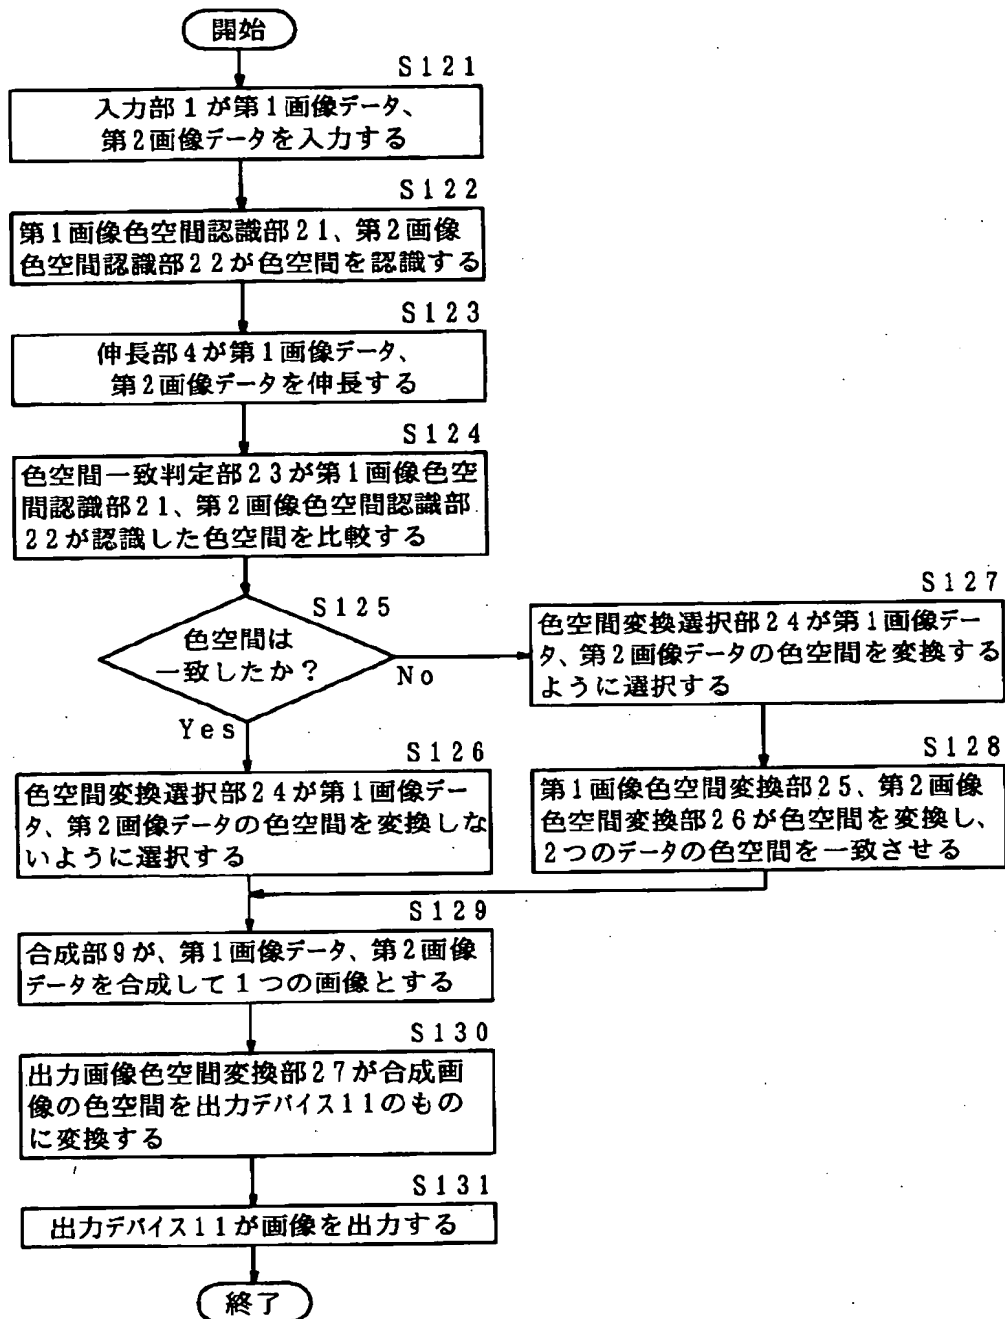 開始
S121
入力部1が第1画像データ、
第2画像データを入力する
S122
第1画像色空間認識部21、第2画像
色空間認識部22が色空間を認識する
S123
伸長部4が第1画像データ、
第2画像データを伸長する
S124
色空間一致判定部23が第1画像色空
間認識部21、第2画像色空間認識部
22が認識した色空間を比較する
S125
色空間は
一致したか?
No
Yes
S127
色空間変換選択部24が第1画像デー
タ、第2画像データの色空間を変換する
ように選択する
S126
色空間変換選択部24が第1画像デー
タ、第2画像データの色空間を変換しな
いように選択する
S128
第1画像色空間変換部25、第2画像
色空間変換部26が色空間を変換し、
2つのデータの色空間を一致させる
S129
合成部9が、第1画像データ、第2画像
データを合成して1つの画像とする
S130
出力画像色空間変換部27が合成画
像の色空間を出力デバイス11のもの
に変換する
S131
出力デバイス11が画像を出力する
終了